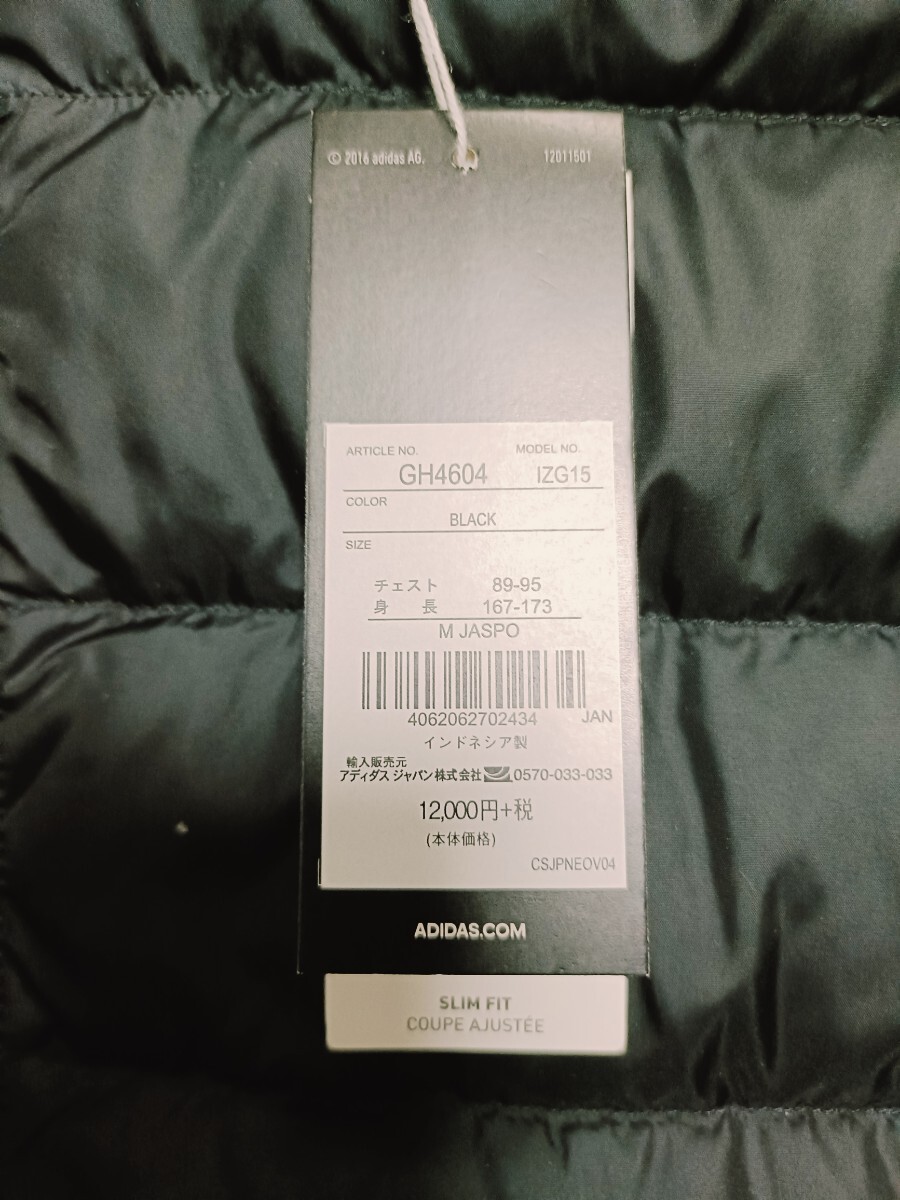 © 2016 adidas AG. 12011501
ARTICLE NO. MODEL NO.
GH4604 IZG15
COLOR
BLACK
SIZE
チェスト 89-95
身 長 167-173
M JASPO
4062062702434 JAN
インドネシア製
輸入販売元
アディダス ジャパン株式会社 0570-033-033
12,000円+税
(本体価格)
CSJPNEOV04
ADIDAS.COM
SLIM FIT
COUPE AJUSTÉE